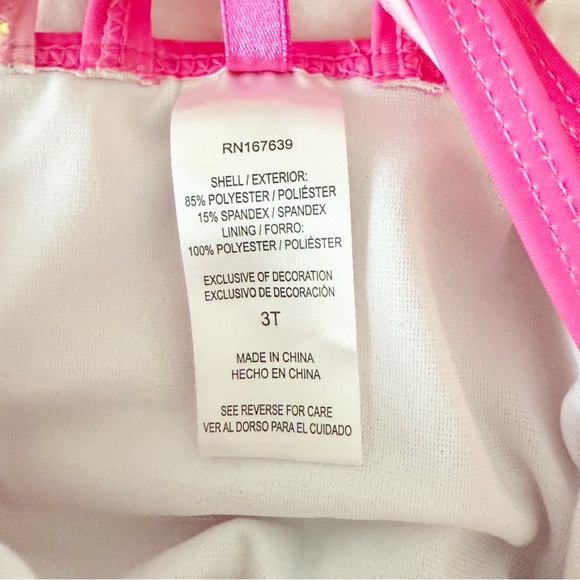 RN167639
SHELL / EXTERIOR:
85% POLYESTER / POLIÉSTER
15% SPANDEX / SPANDEX
LINING / FORRO:
100% POLYESTER / POLIÉSTER
EXCLUSIVE OF DECORATION
EXCLUSIVO DE DECORACIÓN
3T
MADE IN CHINA
HECHO EN CHINA
SEE REVERSE FOR CARE
VER AL DORSO PARA EL CUIDADO